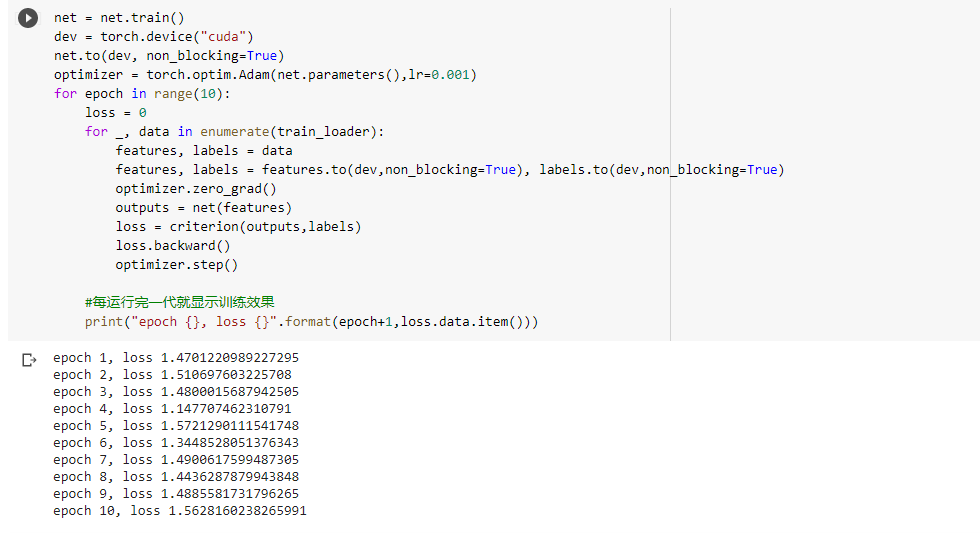 net = net.train()
dev = torch.device("cuda")
net.to(dev, non_blocking=True)
optimizer = torch.optim.Adam(net.parameters(),lr=0.001)
for epoch in range(10):
    loss = 0
    for _, data in enumerate(train_loader):
        features, labels = data
        features, labels = features.to(dev,non_blocking=True), labels.to(dev,non_blocking=True)
        optimizer.zero_grad()
        outputs = net(features)
        loss = criterion(outputs,labels)
        loss.backward()
        optimizer.step()

    #每运行完一代就显示训练效果
    print("epoch {}, loss {}".format(epoch+1,loss.data.item()))
epoch 1, loss 1.4701220989227295
epoch 2, loss 1.510697603225708
epoch 3, loss 1.4800015687942505
epoch 4, loss 1.147707462310791
epoch 5, loss 1.5721290111541748
epoch 6, loss 1.3448528051376343
epoch 7, loss 1.4900617599487305
epoch 8, loss 1.4436287879943848
epoch 9, loss 1.4885581731796265
epoch 10, loss 1.5628160238265991